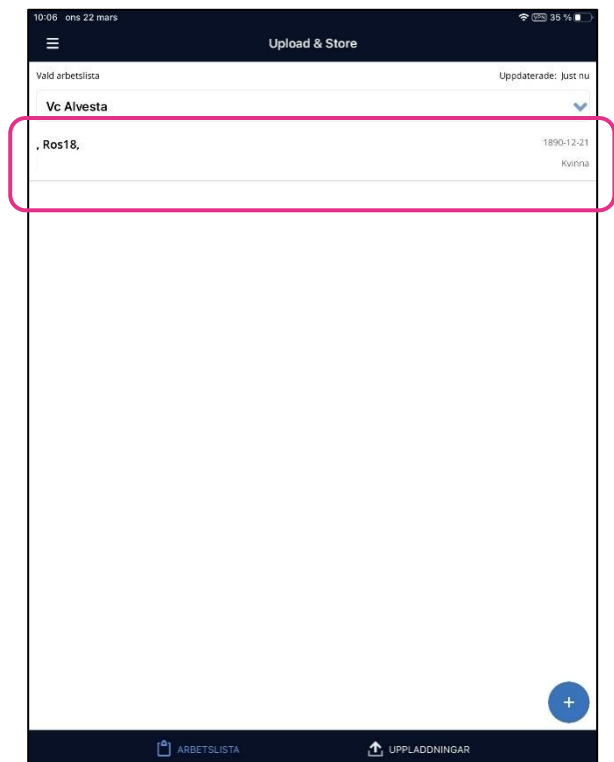 10:06 ons 22 mars VPN 35 %
Upload & Store
Vald arbetslista Uppdaterade: Just nu
Vc Alvesta
, Ros18, 1890-12-21
Kvinna
+
ARBETSLISTA UPPLADDNINGAR